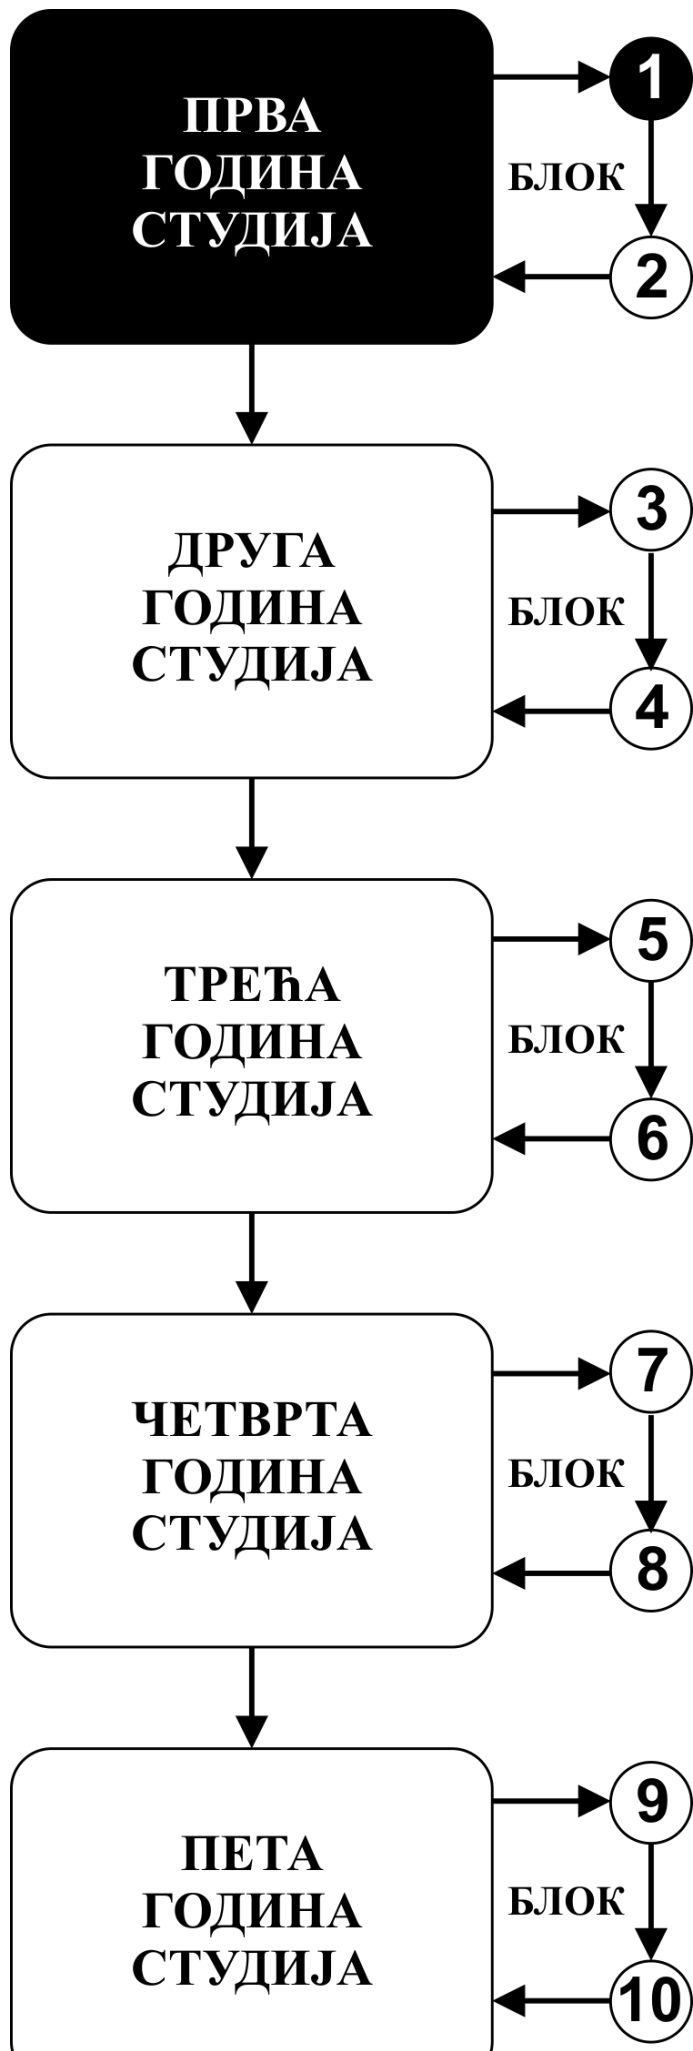 ПРВА
ГОДИНА
СТУДИЈА
1
БЛОК
2
ДРУГА
ГОДИНА
СТУДИЈА
3
БЛОК
4
ТРЕЋА
ГОДИНА
СТУДИЈА
5
БЛОК
6
ЧЕТВРТА
ГОДИНА
СТУДИЈА
7
БЛОК
8
ПЕТА
ГОДИНА
СТУДИЈА
9
БЛОК
10